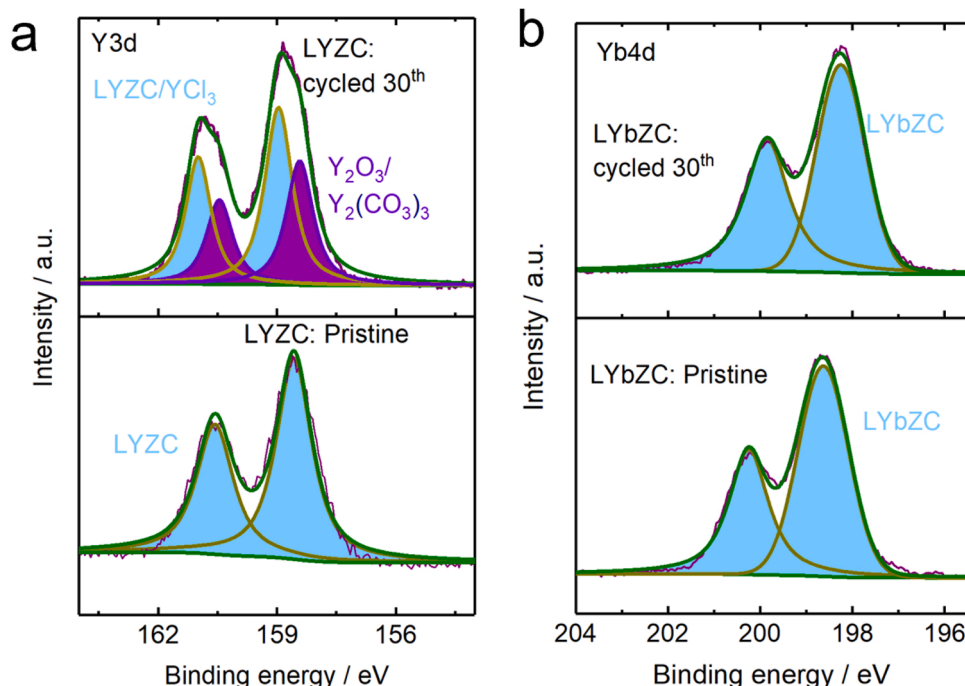 a
Y3d
LYZC/YCl₃
LYZC:
cycled 30ᵗʰ
Y₂O₃/
Y₂(CO₃)₃
LYZC: Pristine
LYZC
Intensity / a.u.
162 159 156
Binding energy / eV
b
Yb4d
LYbZC
LYbZC:
cycled 30ᵗʰ
LYbZC: Pristine
LYbZC
Intensity / a.u.
204 202 200 198 196
Binding energy / eV